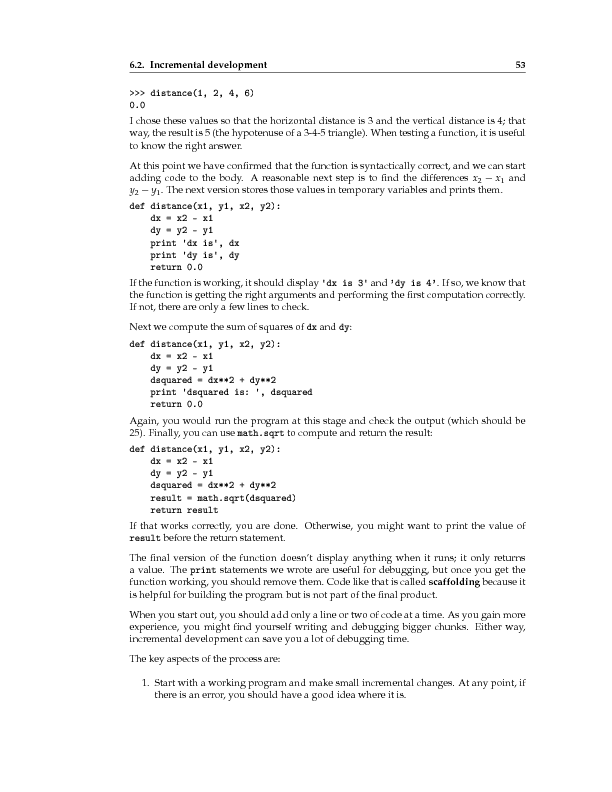 6.2. Incremental development 53
>>> distance(1, 2, 4, 6)
0.0
I chose these values so that the horizontal distance is 3 and the vertical distance is 4; that
way, the result is 5 (the hypotenuse of a 3-4-5 triangle). When testing a function, it is useful
to know the right answer.
At this point we have confirmed that the function is syntactically correct, and we can start
adding code to the body. A reasonable next step is to find the differences x₂ − x₁ and
y₂ − y₁. The next version stores those values in temporary variables and prints them.
def distance(x1, y1, x2, y2):
    dx = x2 - x1
    dy = y2 - y1
    print 'dx is', dx
    print 'dy is', dy
    return 0.0
If the function is working, it should display 'dx is 3' and 'dy is 4'. If so, we know that
the function is getting the right arguments and performing the first computation correctly.
If not, there are only a few lines to check.
Next we compute the sum of squares of dx and dy:
def distance(x1, y1, x2, y2):
    dx = x2 - x1
    dy = y2 - y1
    dsquared = dx**2 + dy**2
    print 'dsquared is: ', dsquared
    return 0.0
Again, you would run the program at this stage and check the output (which should be
25). Finally, you can use math.sqrt to compute and return the result:
def distance(x1, y1, x2, y2):
    dx = x2 - x1
    dy = y2 - y1
    dsquared = dx**2 + dy**2
    result = math.sqrt(dsquared)
    return result
If that works correctly, you are done. Otherwise, you might want to print the value of
result before the return statement.
The final version of the function doesn't display anything when it runs; it only returns
a value. The print statements we wrote are useful for debugging, but once you get the
function working, you should remove them. Code like that is called scaffolding because it
is helpful for building the program but is not part of the final product.
When you start out, you should add only a line or two of code at a time. As you gain more
experience, you might find yourself writing and debugging bigger chunks. Either way,
incremental development can save you a lot of debugging time.
The key aspects of the process are:
1. Start with a working program and make small incremental changes. At any point, if
there is an error, you should have a good idea where it is.